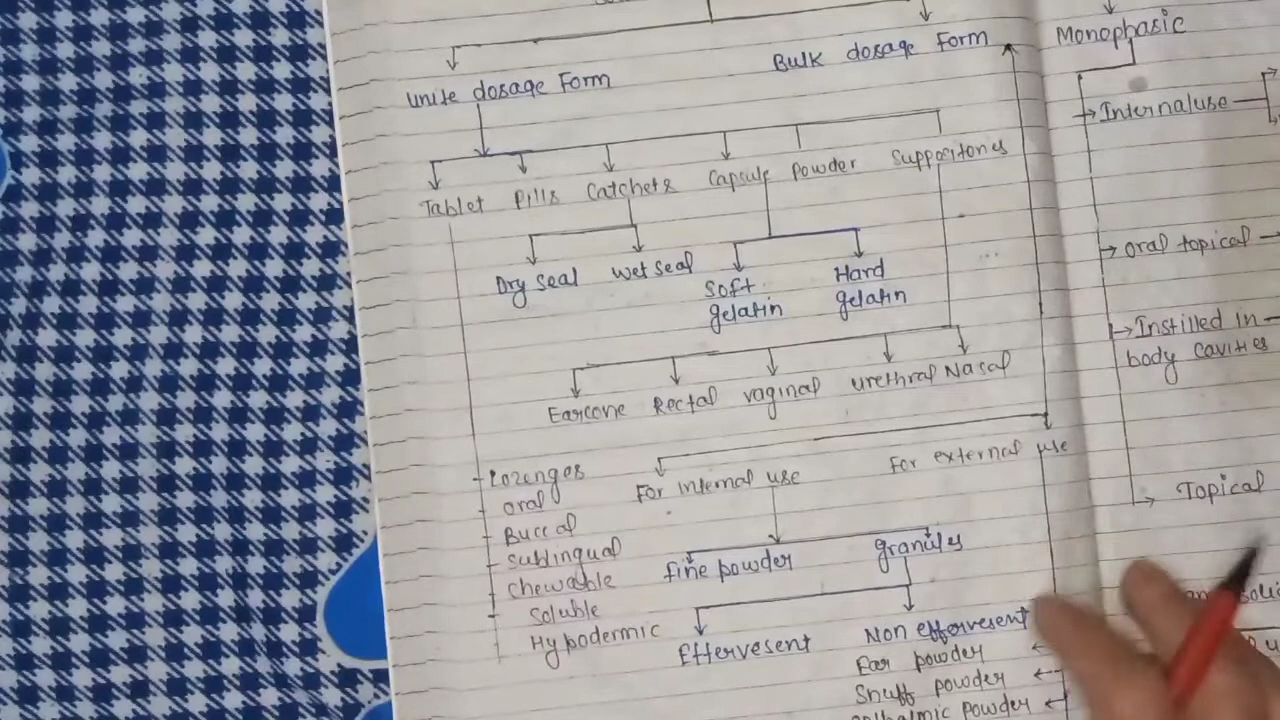 Bulk dosage Form
unite dosage Form
Tablet Pills Catchets Capsule Powder Suppositories
Dry seal wet seal
Soft gelatin
Hard gelatin
Earcone Rectal vaginal urethral Nasal
Lozenges
oral
Buccal
sublingual
chewable
Soluble
Hypodermic
For internal use
For external use
fine powder granules
Effervesent
Non effervesent
Ear powder
Snuff powder
Monophasic
Internaluse
oral topical
Instilled in
body cavities
Topical